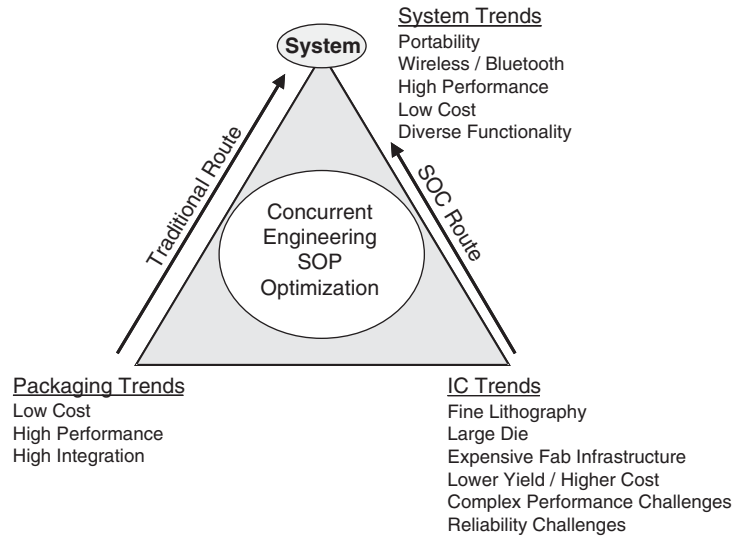 System
System Trends
Portability
Wireless / Bluetooth
High Performance
Low Cost
Diverse Functionality
Traditional Route
SOC Route
Concurrent
Engineering
SOP
Optimization
Packaging Trends
Low Cost
High Performance
High Integration
IC Trends
Fine Lithography
Large Die
Expensive Fab Infrastructure
Lower Yield / Higher Cost
Complex Performance Challenges
Reliability Challenges